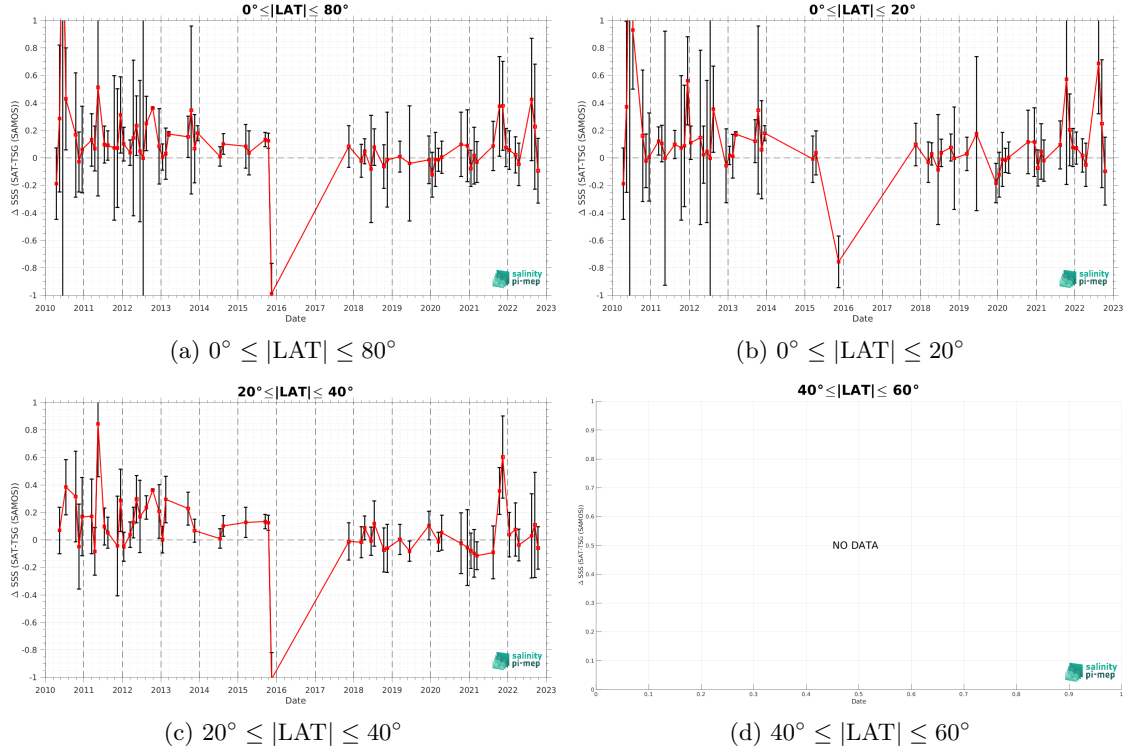 0°≤|LAT|≤ 80°
Δ SSS (SAT-TSG (SAMOS))
1
0.8
0.6
0.4
0.2
0
-0.2
-0.4
-0.6
-0.8
-1
2010 2011 2012 2013 2014 2015 2016 2017 2018 2019 2020 2021 2022 2023
Date
salinity
pi-mep
(a) 0° ≤ |LAT| ≤ 80°
0°≤|LAT|≤ 20°
Δ SSS (SAT-TSG (SAMOS))
1
0.8
0.6
0.4
0.2
0
-0.2
-0.4
-0.6
-0.8
-1
2010 2011 2012 2013 2014 2015 2016 2017 2018 2019 2020 2021 2022 2023
Date
salinity
pi-mep
(b) 0° ≤ |LAT| ≤ 20°
20°≤|LAT|≤ 40°
Δ SSS (SAT-TSG (SAMOS))
1
0.8
0.6
0.4
0.2
0
-0.2
-0.4
-0.6
-0.8
-1
2010 2011 2012 2013 2014 2015 2016 2017 2018 2019 2020 2021 2022 2023
Date
salinity
pi-mep
(c) 20° ≤ |LAT| ≤ 40°
40°≤|LAT|≤ 60°
Δ SSS (SAT-TSG (SAMOS))
1
0.9
0.8
0.7
0.6
0.5
0.4
0.3
0.2
0.1
0
NO DATA
0 0.1 0.2 0.3 0.4 0.5 0.6 0.7 0.8 0.9 1
Date
salinity
pi-mep
(d) 40° ≤ |LAT| ≤ 60°